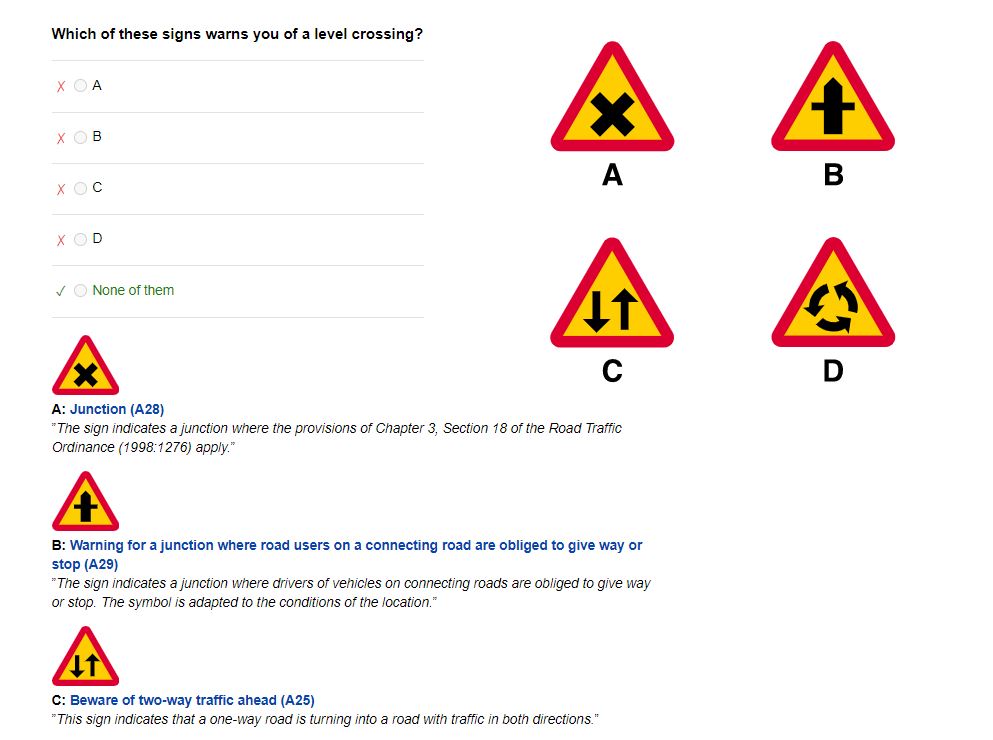 Which of these signs warns you of a level crossing?
✗ A
✗ B
✗ C
✗ D
✓ None of them
A B
C D
A: Junction (A28)
”The sign indicates a junction where the provisions of Chapter 3, Section 18 of the Road Traffic
Ordinance (1998:1276) apply.”
B: Warning for a junction where road users on a connecting road are obliged to give way or
stop (A29)
”The sign indicates a junction where drivers of vehicles on connecting roads are obliged to give way
or stop. The symbol is adapted to the conditions of the location.”
C: Beware of two-way traffic ahead (A25)
”This sign indicates that a one-way road is turning into a road with traffic in both directions.”